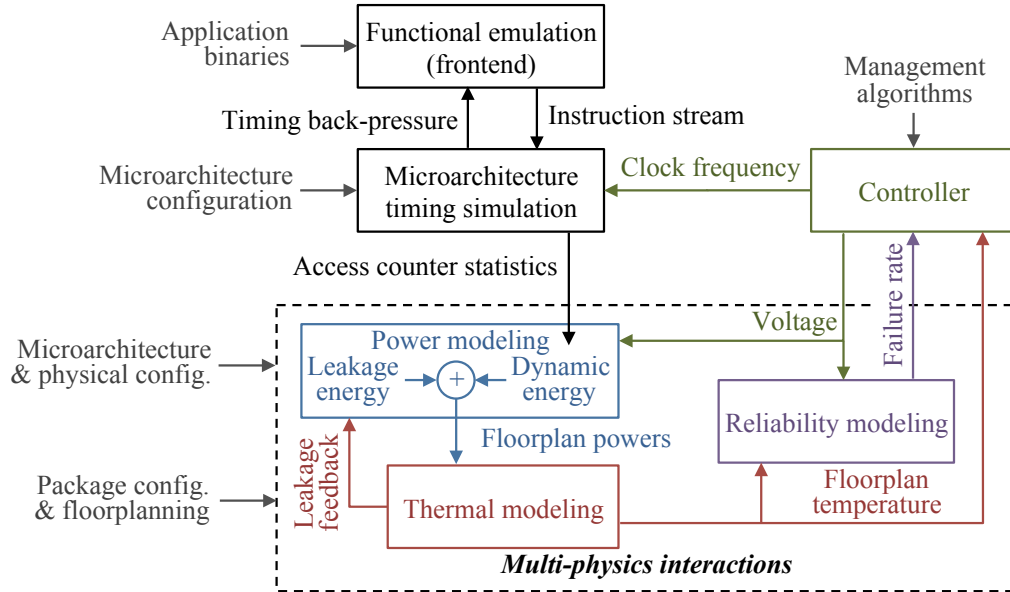 Application
binaries
Functional emulation
(frontend)
Management
algorithms
Timing back-pressure
Instruction stream
Microarchitecture
configuration
Microarchitecture
timing simulation
Clock frequency
Controller
Access counter statistics
Failure rate
Voltage
Microarchitecture
& physical config.
Power modeling
Leakage
energy
+
Dynamic
energy
Reliability modeling
Floorplan powers
Leakage
feedback
Package config.
& floorplanning
Thermal modeling
Floorplan
temperature
Multi-physics interactions